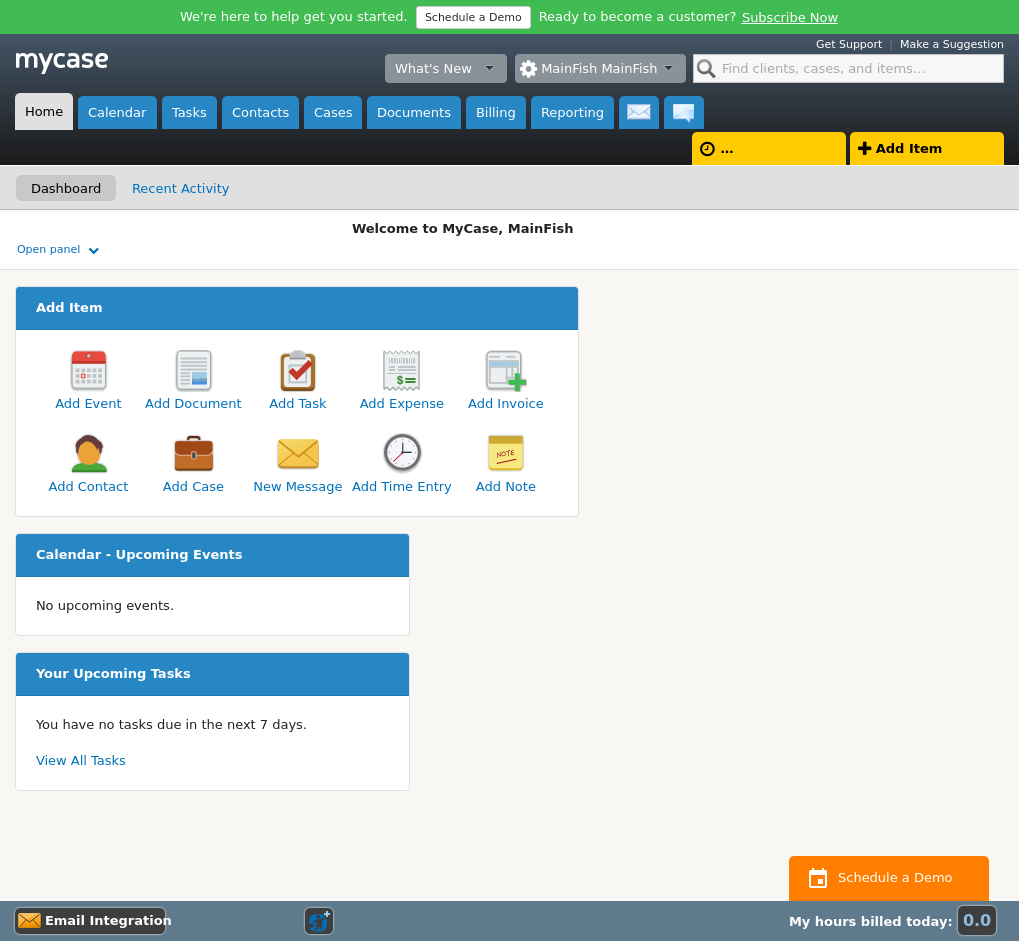 We're here to help get you started. Schedule a Demo Ready to become a customer? Subscribe Now
Get Support | Make a Suggestion
mycase
What's New MainFish MainFish Find clients, cases, and items...
Home Calendar Tasks Contacts Cases Documents Billing Reporting
... Add Item
Dashboard Recent Activity
Welcome to MyCase, MainFish
Open panel
Add Item
Add Event Add Document Add Task Add Expense Add Invoice
NOTE
Add Contact Add Case New Message Add Time Entry Add Note
Calendar - Upcoming Events
No upcoming events.
Your Upcoming Tasks
You have no tasks due in the next 7 days.
View All Tasks
Schedule a Demo
Email Integration My hours billed today: 0.0